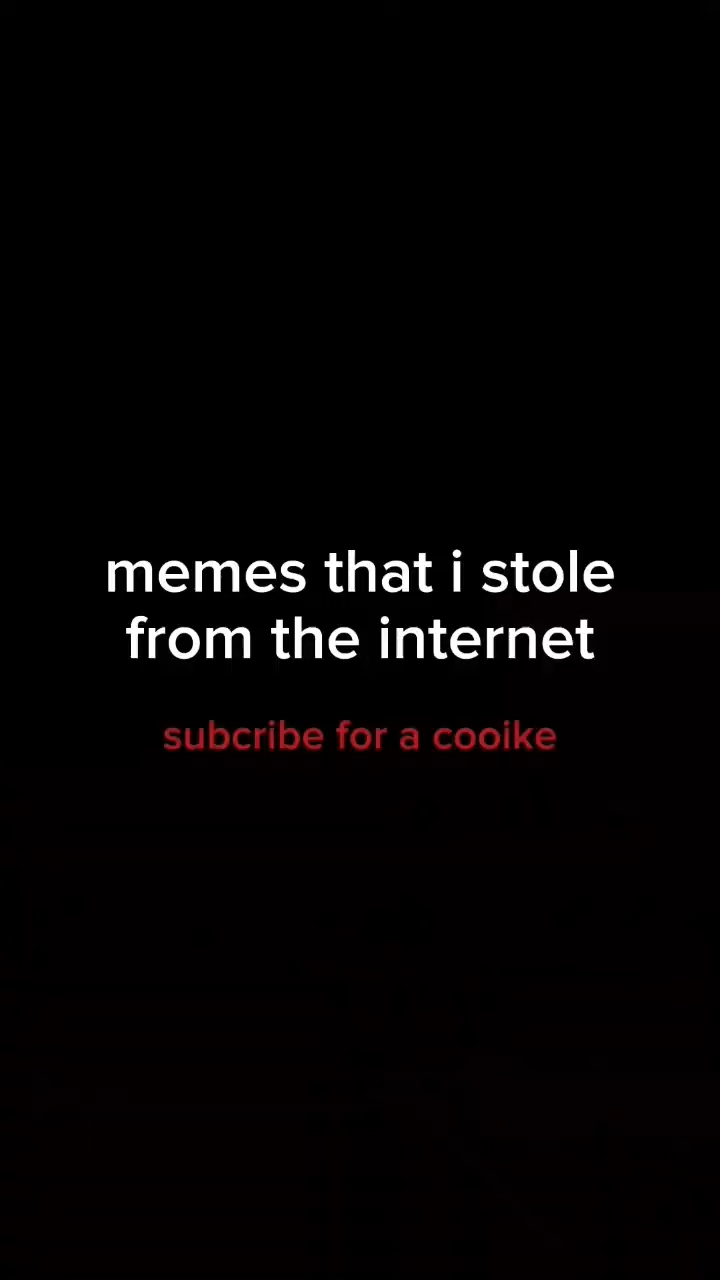 memes that i stole
from the internet
subcribe for a cooike